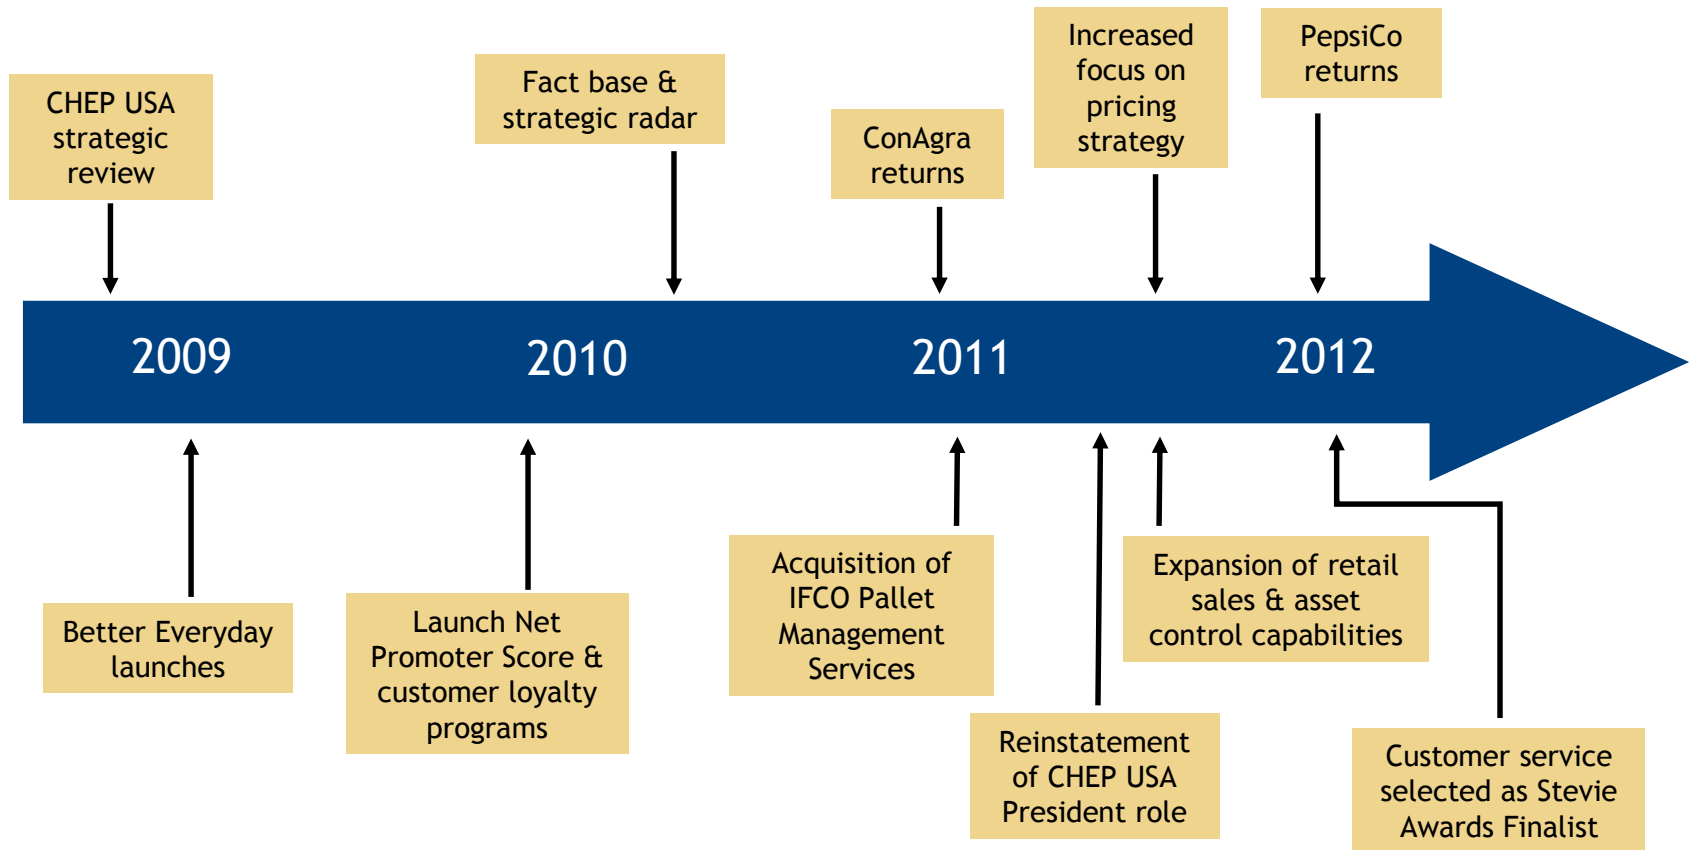 CHEP USA
strategic
review
Fact base &
strategic radar
ConAgra
returns
Increased
focus on
pricing
strategy
PepsiCo
returns
2009
2010
2011
2012
Better Everyday
launches
Launch Net
Promoter Score &
customer loyalty
programs
Acquisition of
IFCO Pallet
Management
Services
Reinstatement
of CHEP USA
President role
Expansion of retail
sales & asset
control capabilities
Customer service
selected as Stevie
Awards Finalist